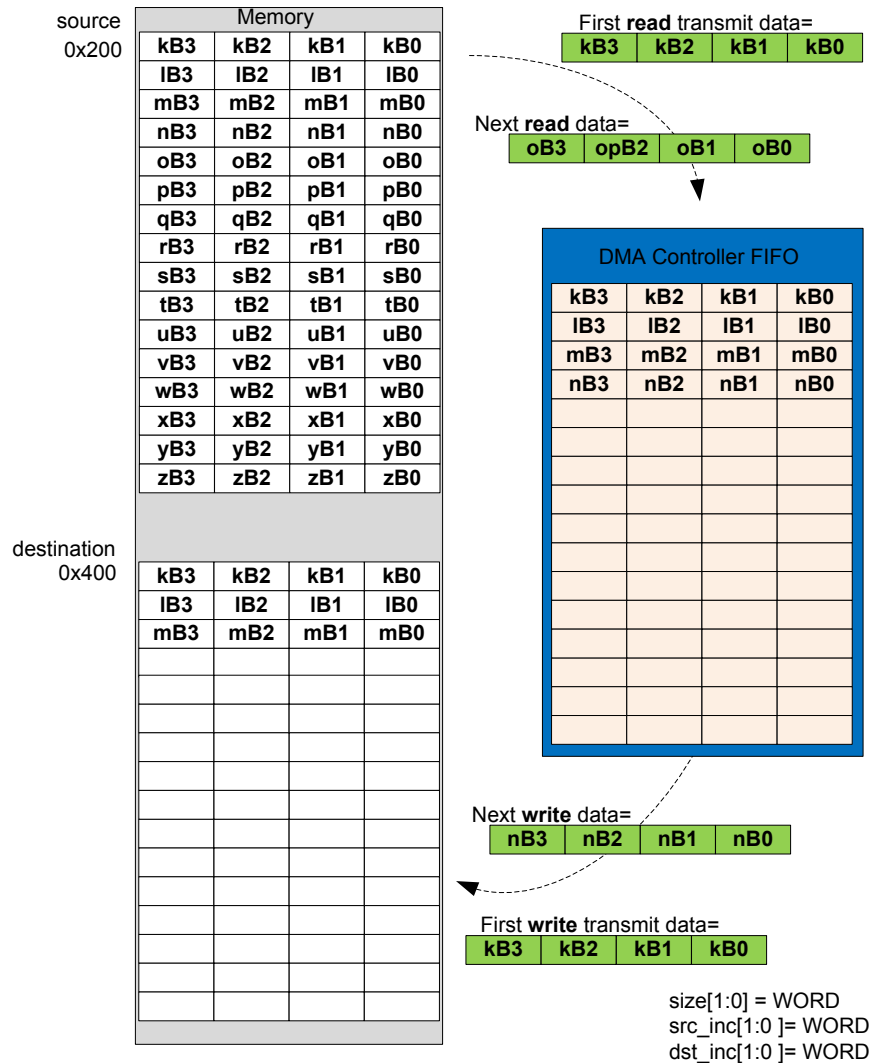 source
0x200
Memory
kB3 kB2 kB1 kB0
lB3 lB2 lB1 lB0
mB3 mB2 mB1 mB0
nB3 nB2 nB1 nB0
oB3 oB2 oB1 oB0
pB3 pB2 pB1 pB0
qB3 qB2 qB1 qB0
rB3 rB2 rB1 rB0
sB3 sB2 sB1 sB0
tB3 tB2 tB1 tB0
uB3 uB2 uB1 uB0
vB3 vB2 vB1 vB0
wB3 wB2 wB1 wB0
xB3 xB2 xB1 xB0
yB3 yB2 yB1 yB0
zB3 zB2 zB1 zB0
destination
0x400
kB3 kB2 kB1 kB0
lB3 lB2 lB1 lB0
mB3 mB2 mB1 mB0
First read transmit data=
kB3 kB2 kB1 kB0
Next read data=
oB3 opB2 oB1 oB0
DMA Controller FIFO
kB3 kB2 kB1 kB0
lB3 lB2 lB1 lB0
mB3 mB2 mB1 mB0
nB3 nB2 nB1 nB0
Next write data=
nB3 nB2 nB1 nB0
First write transmit data=
kB3 kB2 kB1 kB0
size[1:0] = WORD
src_inc[1:0 ]= WORD
dst_inc[1:0 ]= WORD